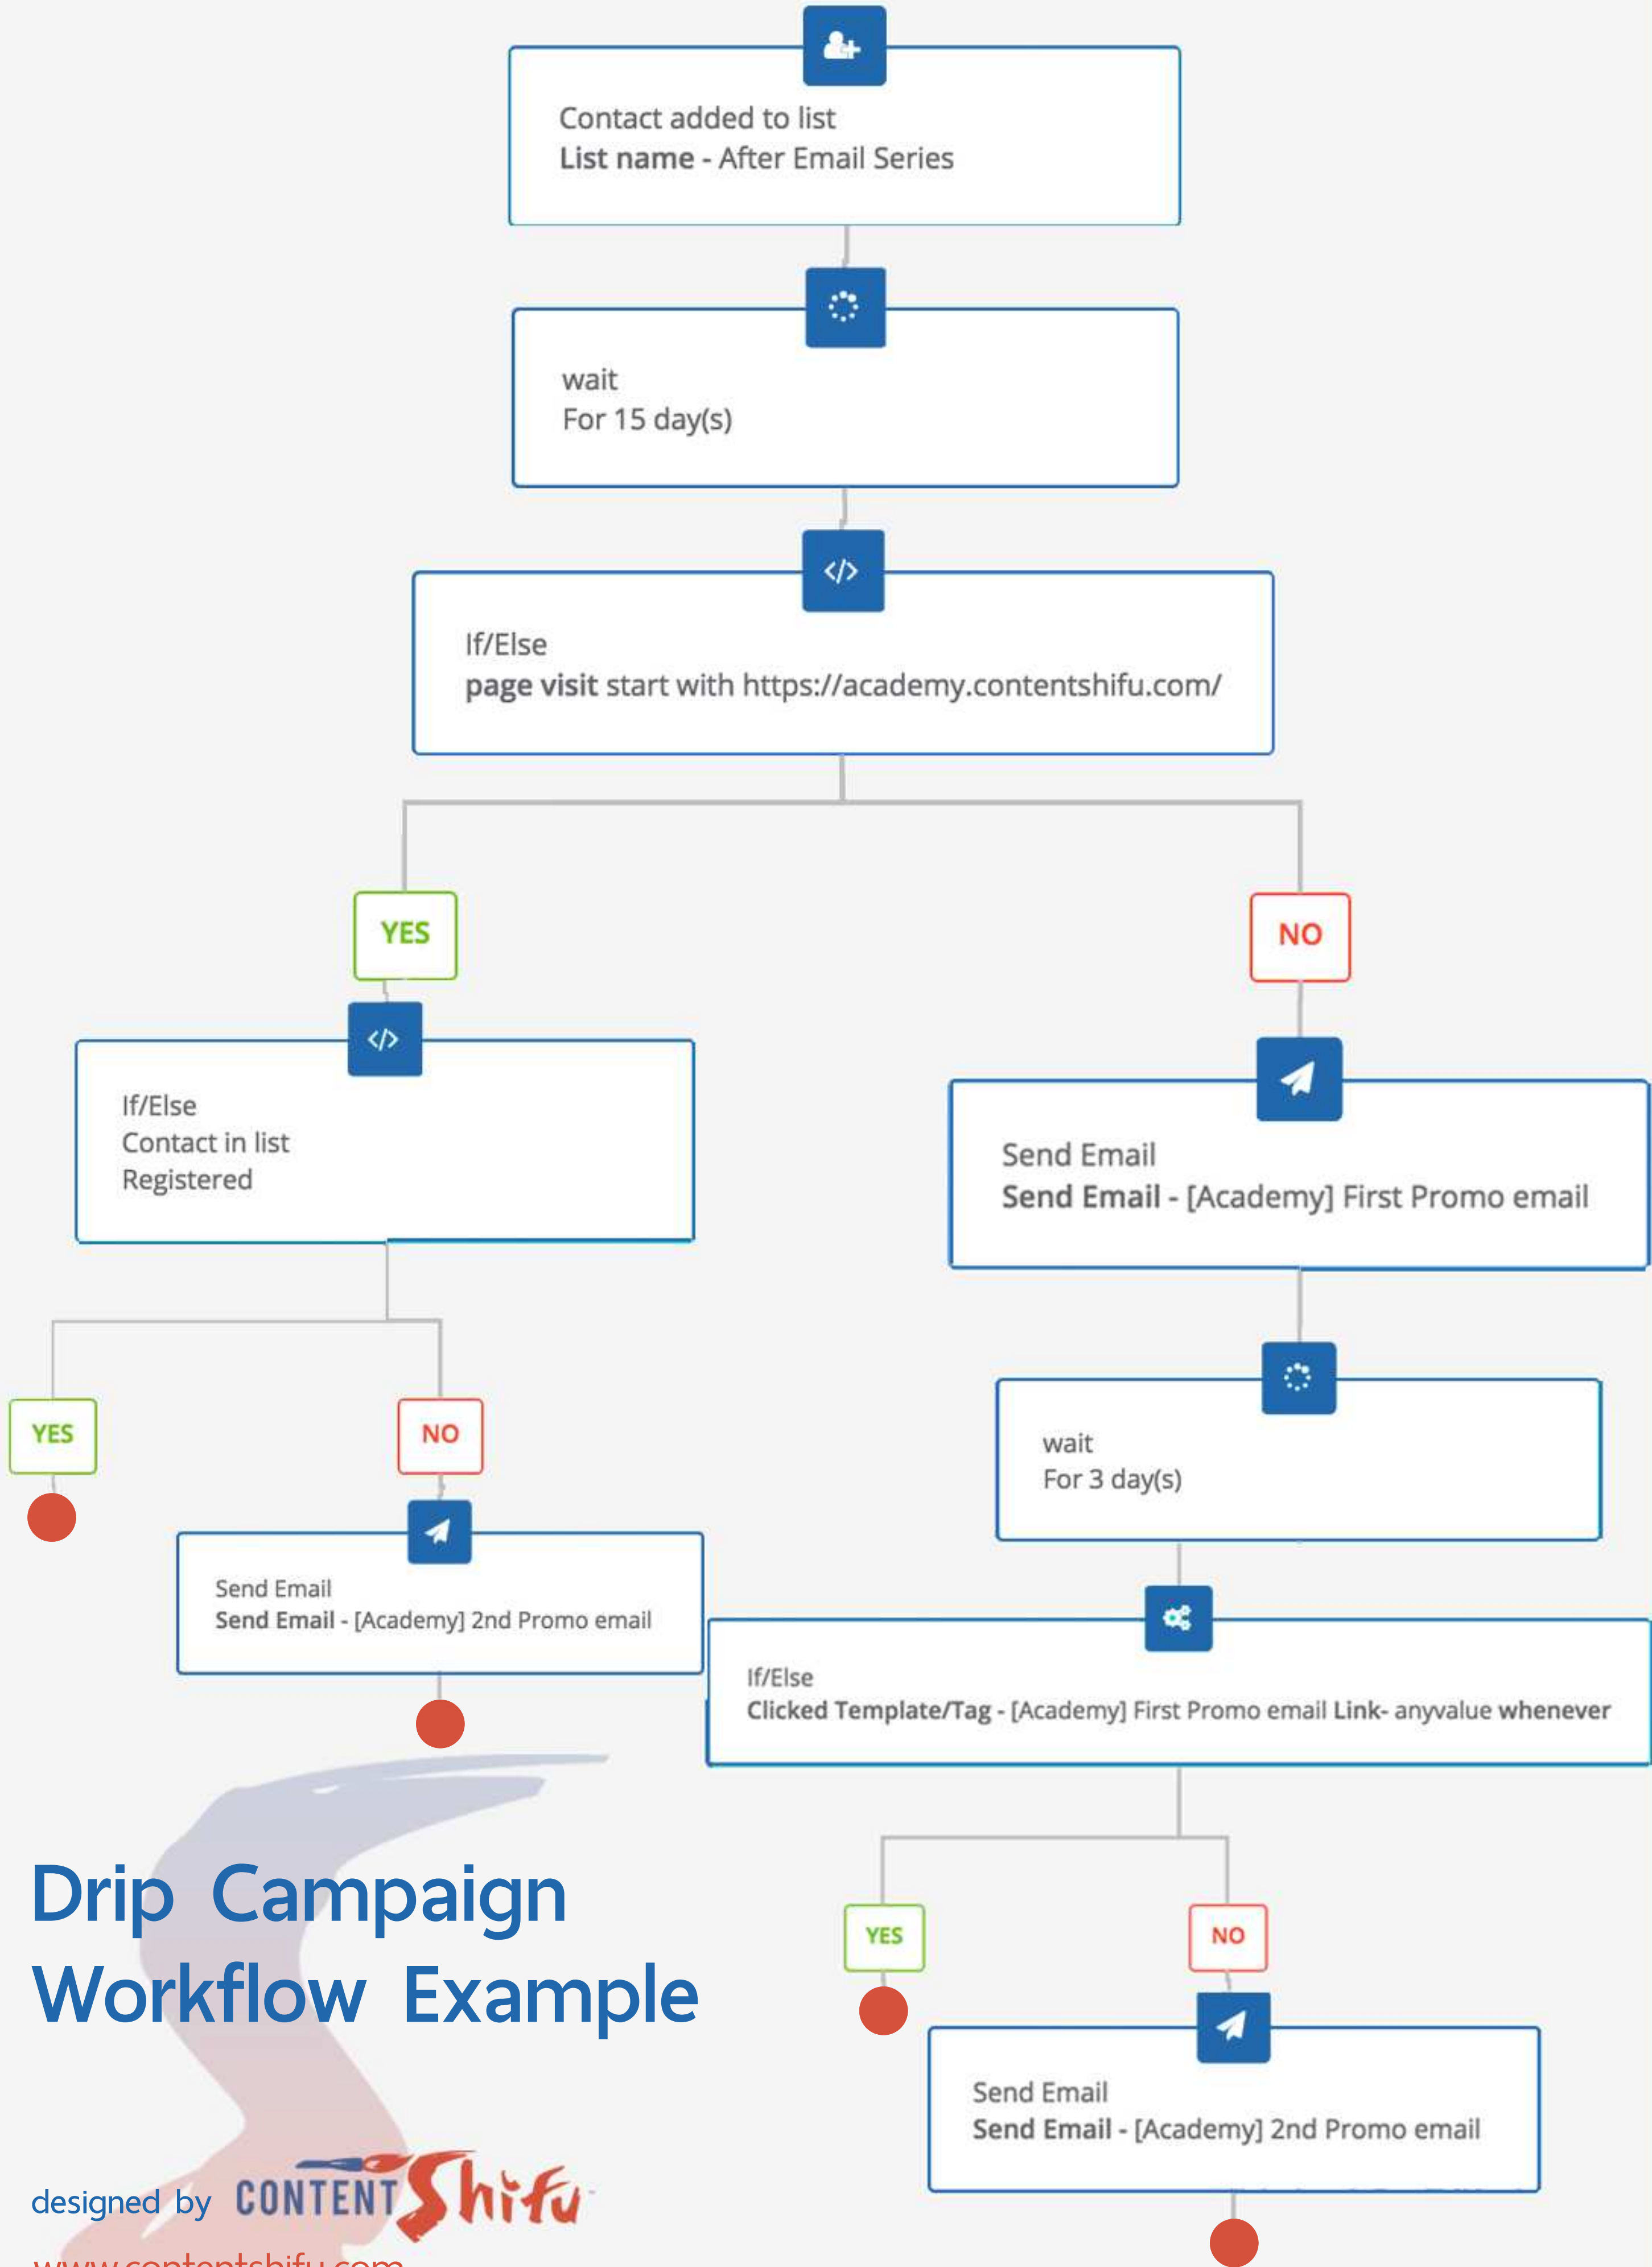 Contact added to list
List name - After Email Series
wait
For 15 day(s)
If/Else
page visit start with https://academy.contentshifu.com/
YES
NO
If/Else
Contact in list
Registered
Send Email
Send Email - [Academy] First Promo email
YES
NO
wait
For 3 day(s)
Send Email
Send Email - [Academy] 2nd Promo email
If/Else
Clicked Template/Tag - [Academy] First Promo email Link- anyvalue whenever
YES
NO
Send Email
Send Email - [Academy] 2nd Promo email
Drip Campaign
Workflow Example
designed by CONTENT Shifu
www.contentshifu.com